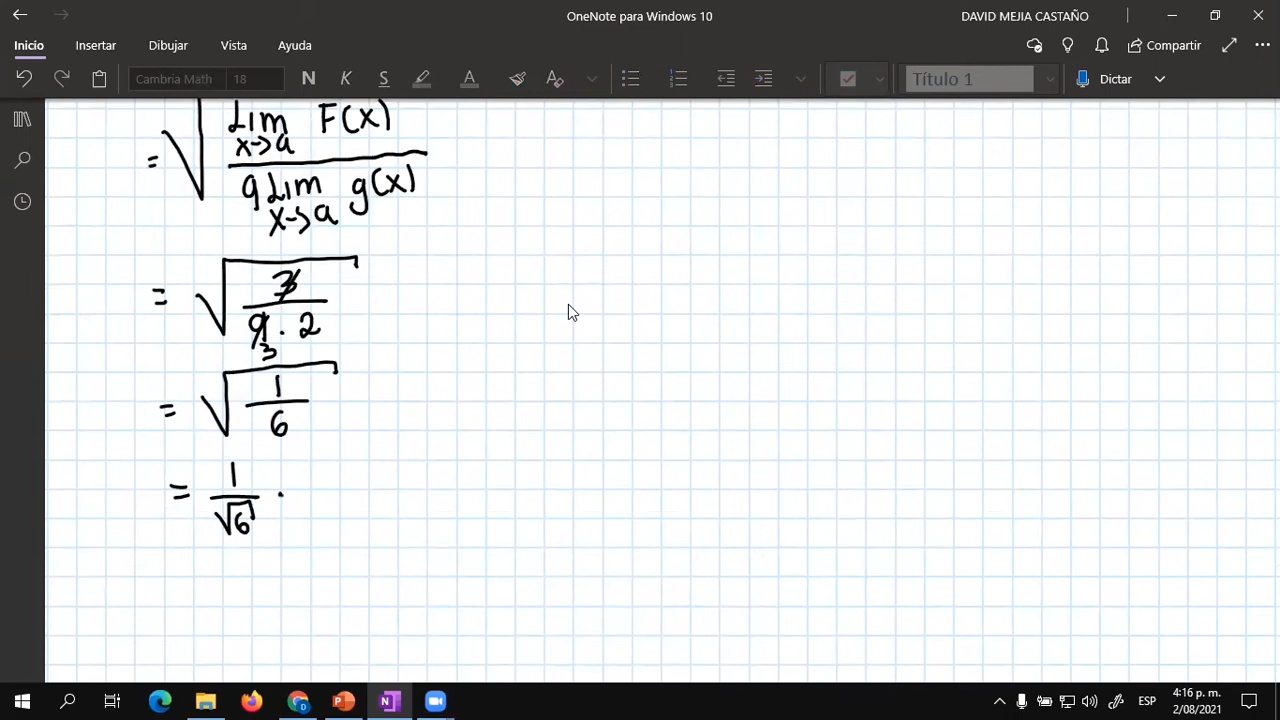 OneNote para Windows 10
DAVID MEJIA CASTAÑO
Inicio Insertar Dibujar Vista Ayuda
Compartir
Cambria Math 18 N K S A
Título 1
Dictar
= √ Lim F(x)
x->a
9 Lim g(x)
x->a
= √ 3
9 . 2
3
= √ 1
6
= 1 .
√6
ESP
4:16 p. m.
2/08/2021